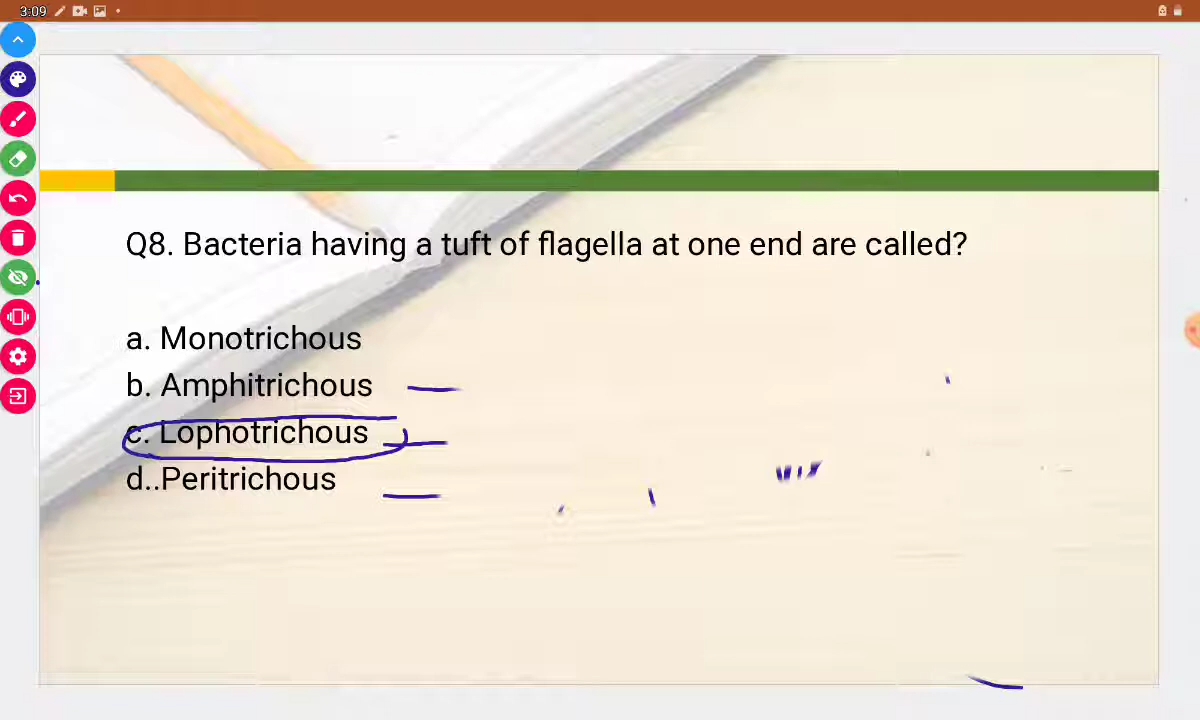 3:09
Q8. Bacteria having a tuft of flagella at one end are called?
a. Monotrichous
b. Amphitrichous
c. Lophotrichous
d..Peritrichous